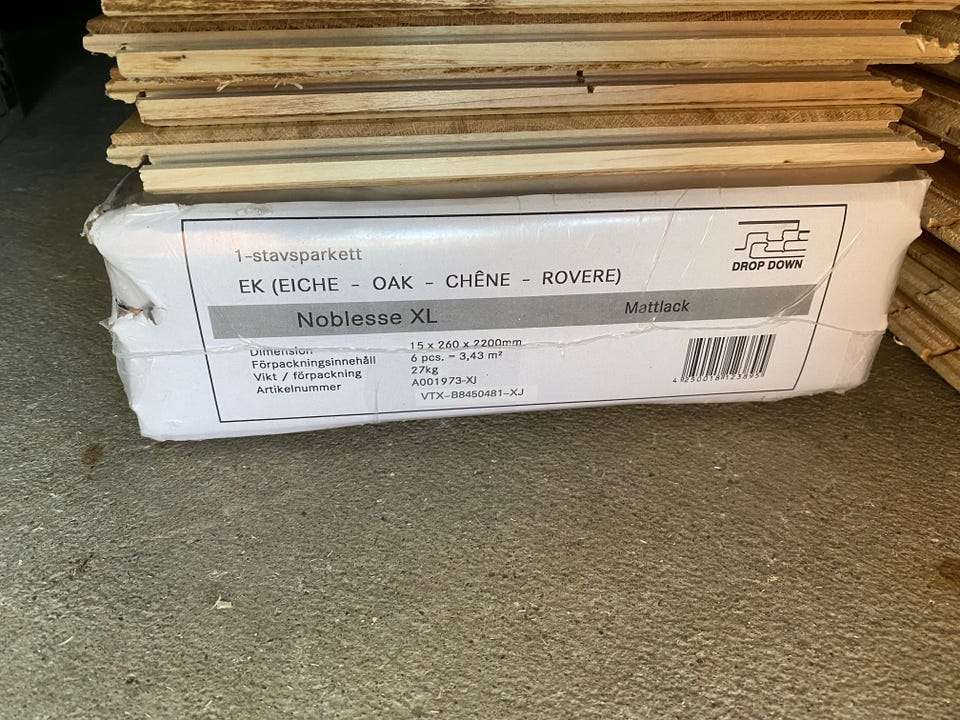 1-stavsparkett
EK (EICHE - OAK - CHÊNE - ROVERE)
DROP DOWN
Noblesse XL
Mattlack
Dimension 15 x 260 x 2200mm
Förpackningsinnehåll 6 pcs. = 3,43 m²
Vikt / förpackning 27kg
Artikelnummer A001973-XJ
VTX-B8450481-XJ